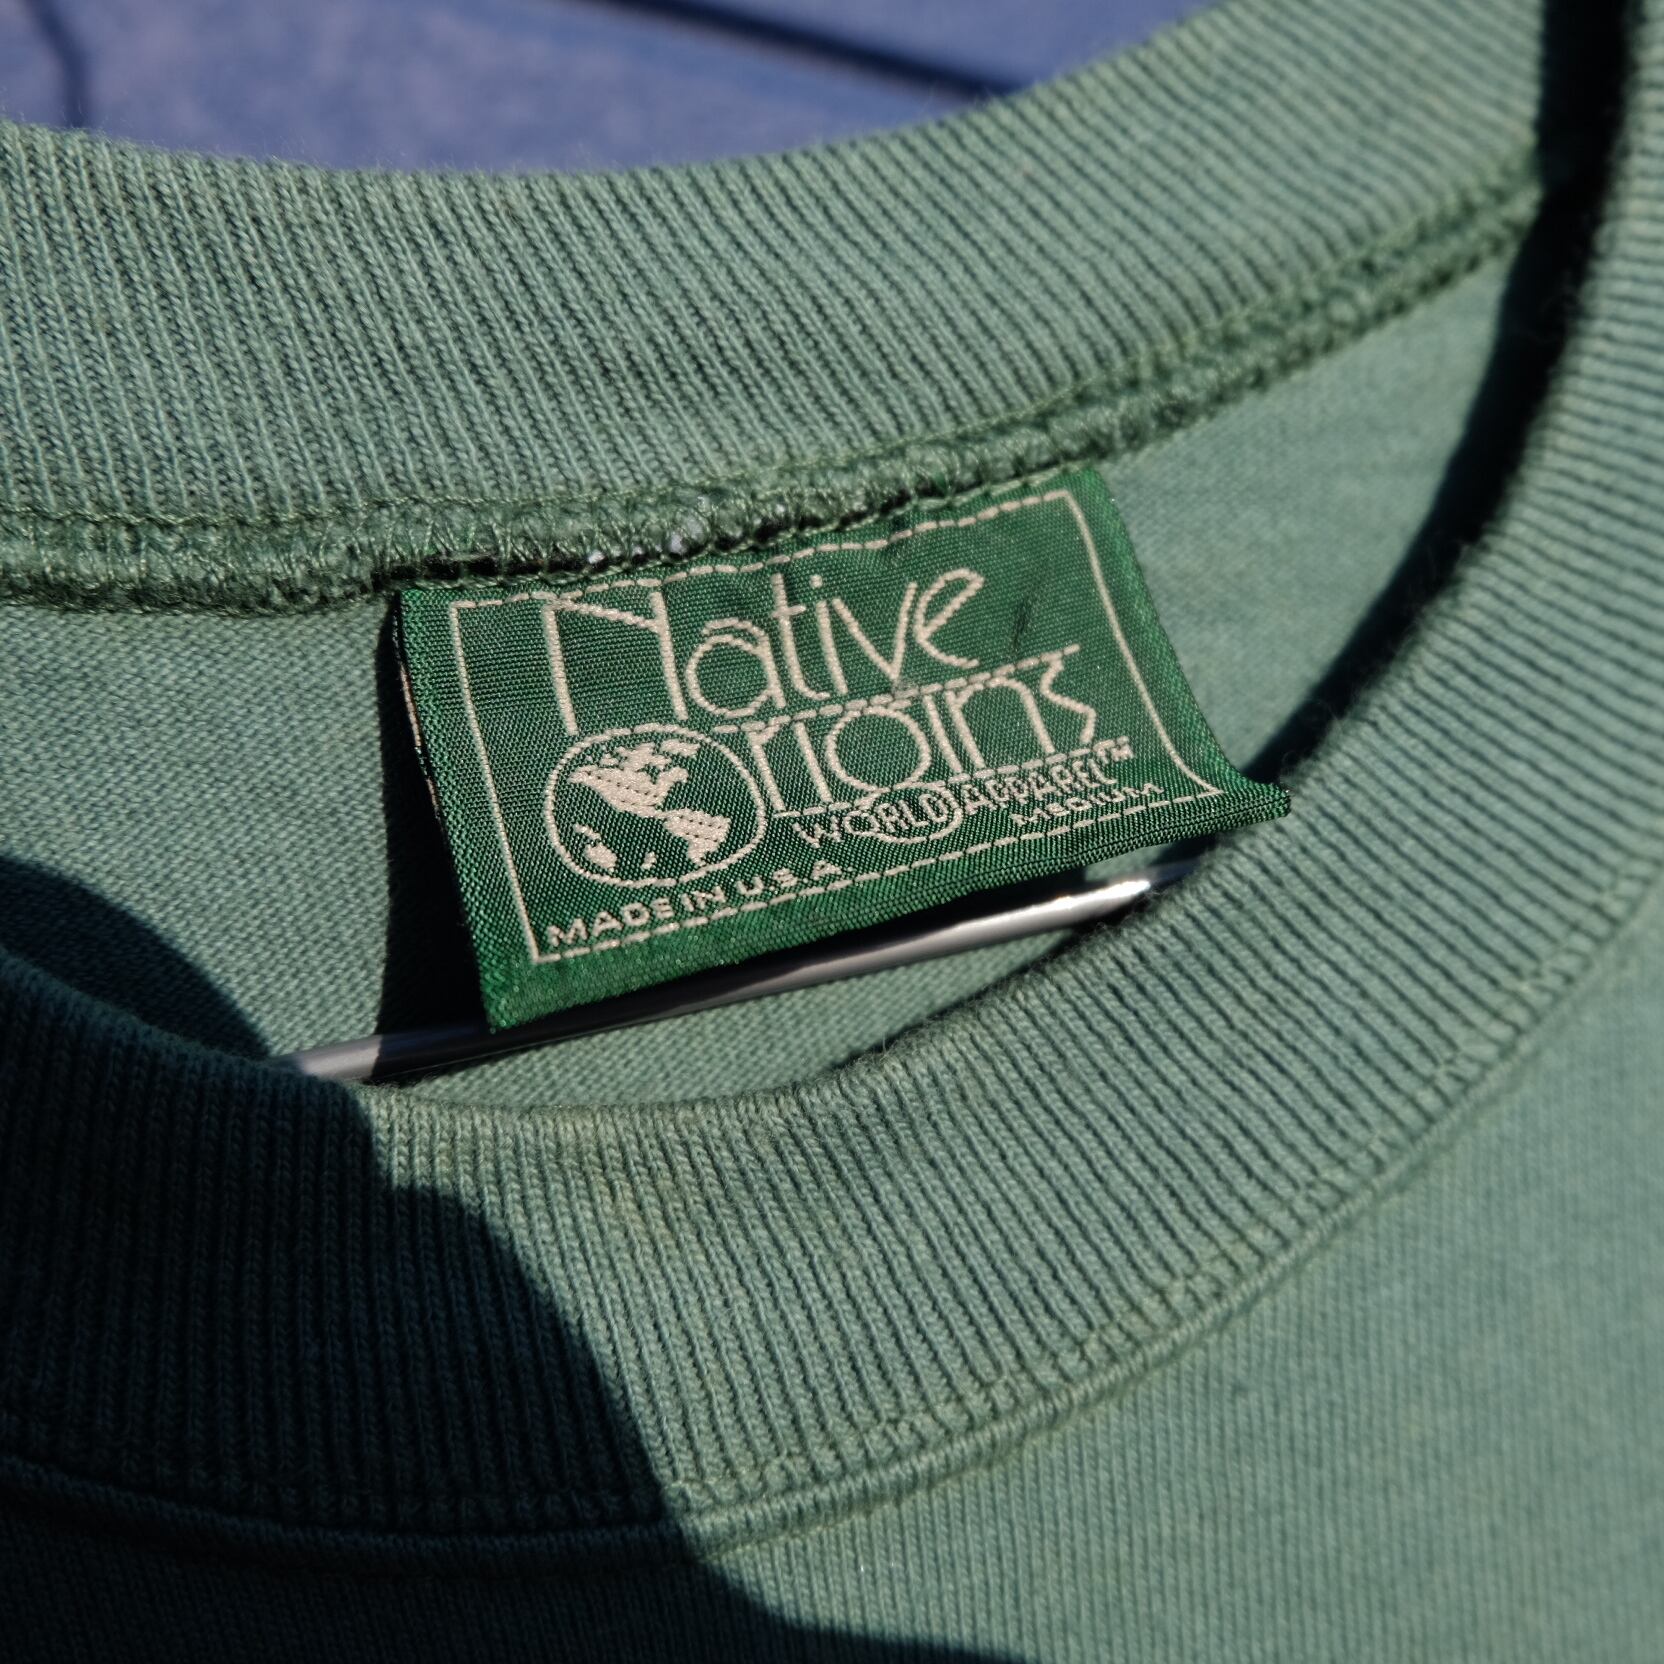 Native
Origins
WORLD APPAREL™
MEDIUM
MADE IN U.S.A.